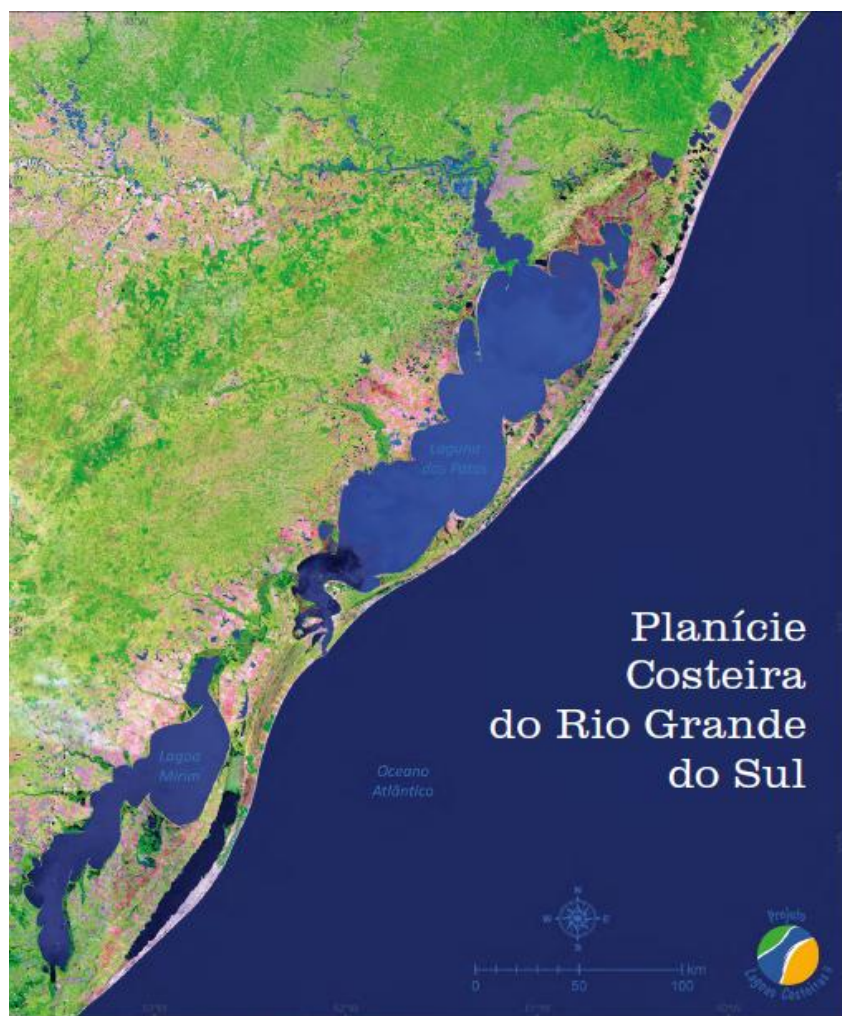 Laguna
dos Patos
Planície
Costeira
do Rio Grande
do Sul
Lagoa
Mirim
Oceano
Atlântico
N
W E
S
km
0 50 100
Projeto
Lagoas Costeiras